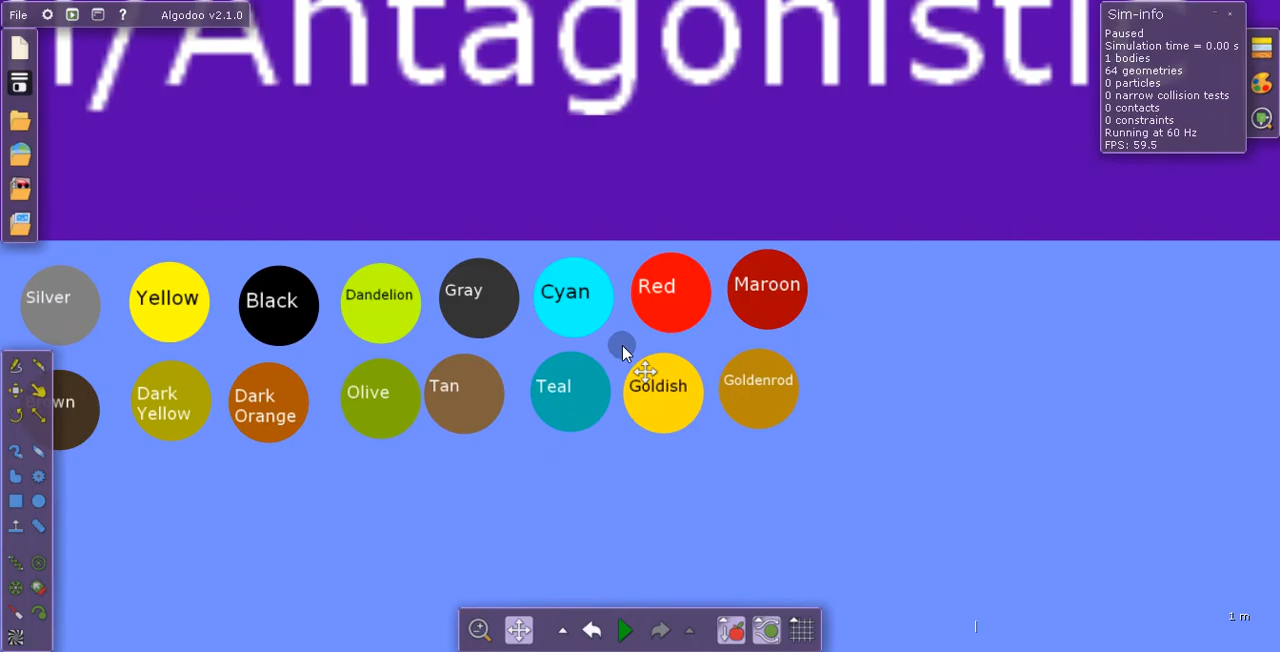 File
Algodoo v2.1.0
/Antagonisti
Sim-info
Paused
Simulation time = 0.00 s
1 bodies
64 geometries
0 particles
0 narrow collision tests
0 contacts
0 constraints
Running at 60 Hz
FPS: 59.5
Silver
Yellow
Black
Dandelion
Gray
Cyan
Red
Maroon
Brown
Dark
Yellow
Dark
Orange
Olive
Tan
Teal
Goldish
Goldenrod
1 m